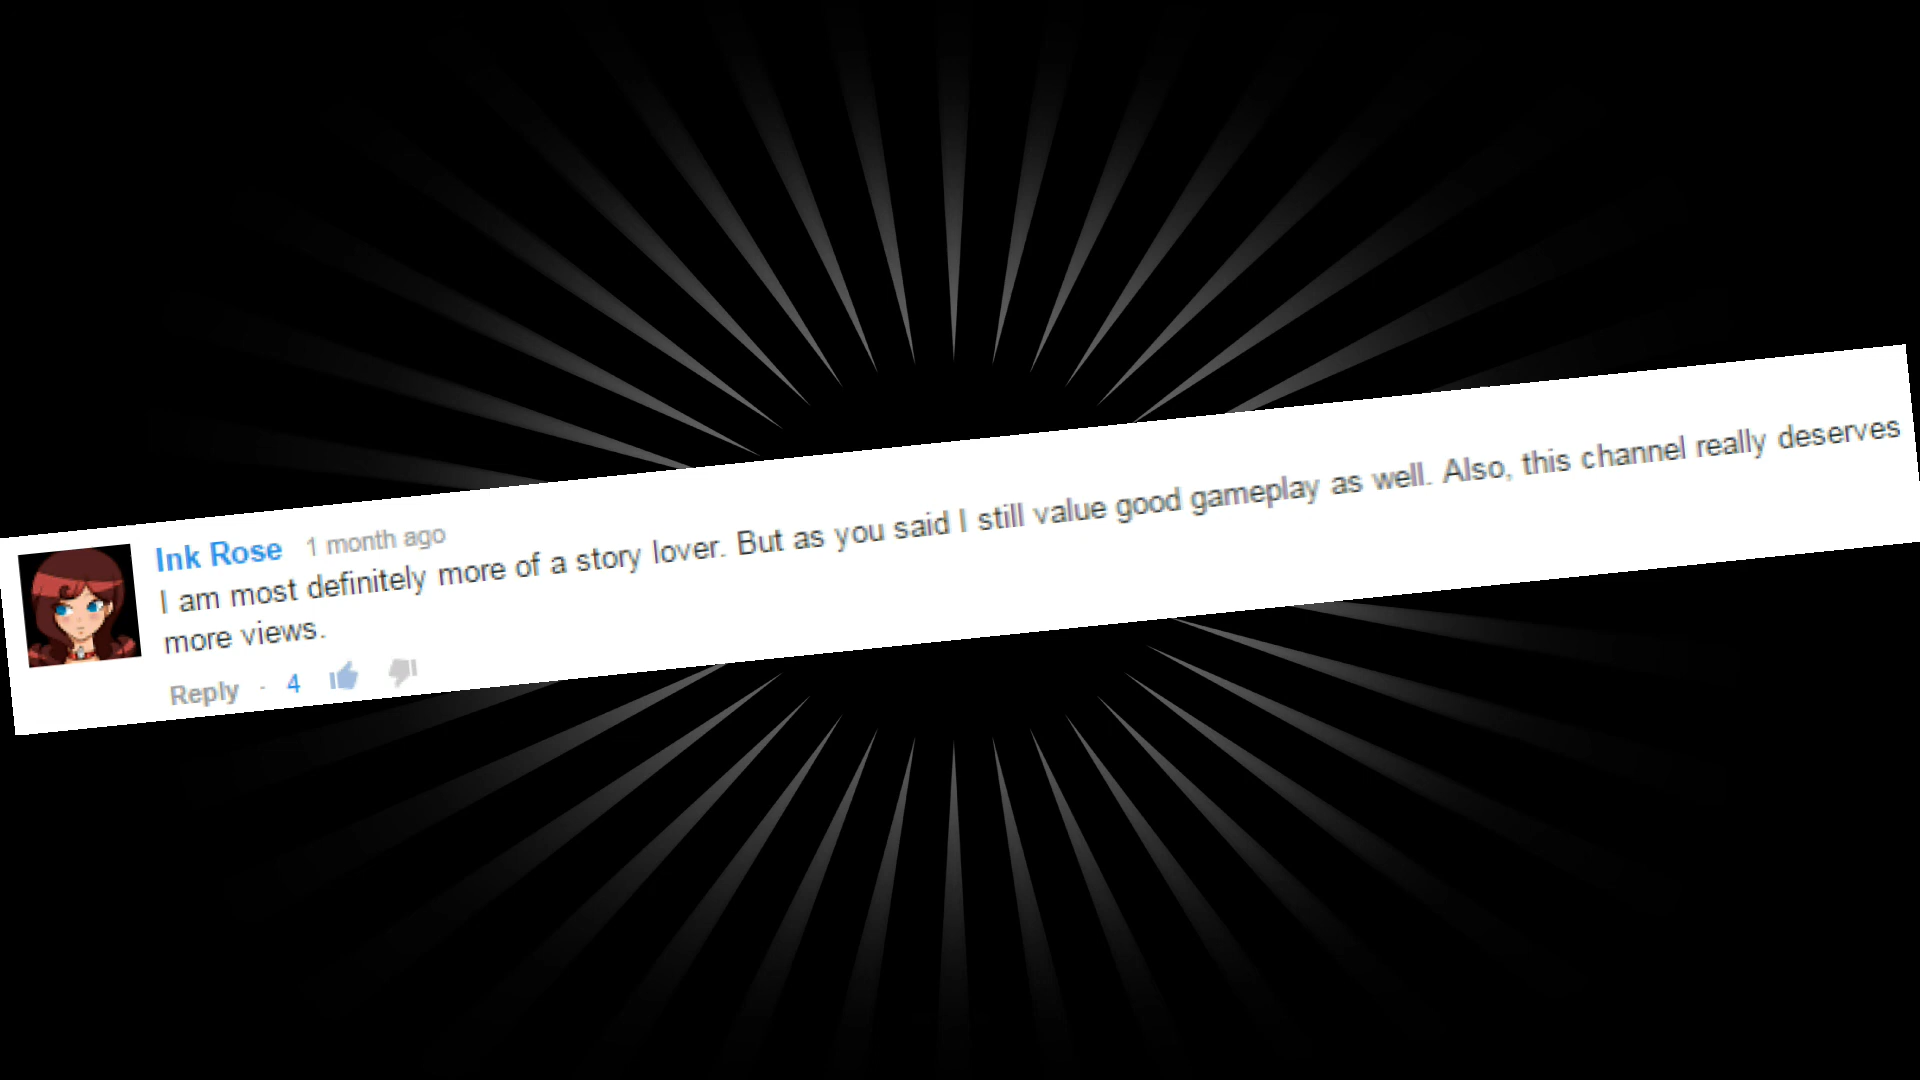 Ink Rose 1 month ago
I am most definitely more of a story lover. But as you said I still value good gameplay as well. Also, this channel really deserves
more views.
Reply · 4